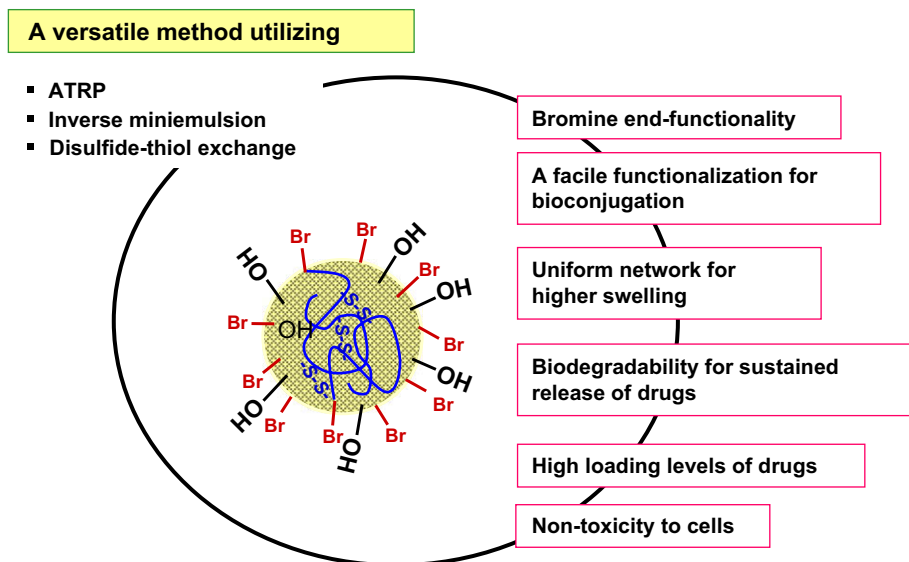 A versatile method utilizing
▪ ATRP
▪ Inverse miniemulsion
▪ Disulfide-thiol exchange
Bromine end-functionality
A facile functionalization for
bioconjugation
Uniform network for
higher swelling
Biodegradability for sustained
release of drugs
High loading levels of drugs
Non-toxicity to cells
Br
Br
OH
HO
Br
OH
Br
OH
Br
-S-S-
-S-S-
-S-S-
Br
OH
Br
HO
Br
Br
HO
Br
Br